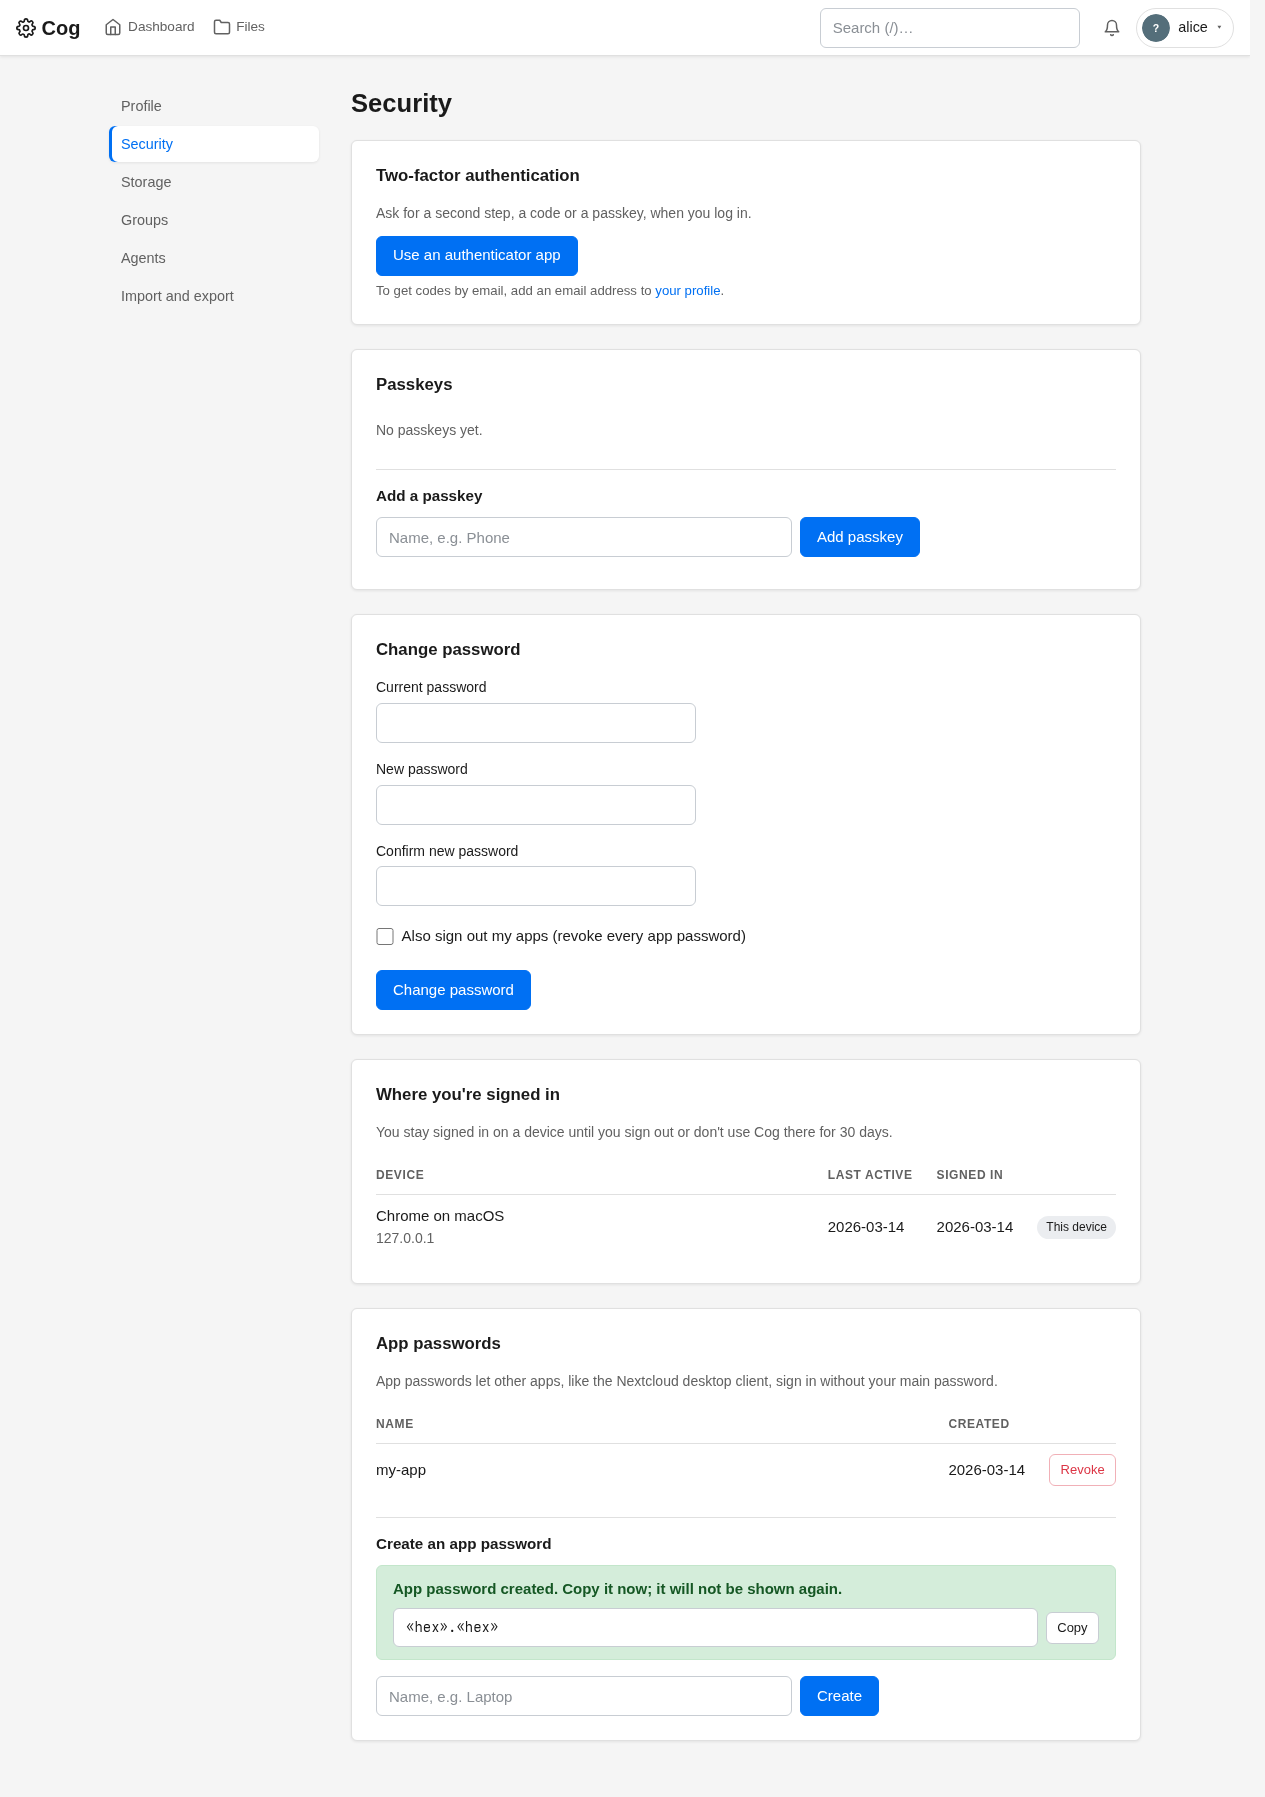 Cog
Dashboard
Files
Search (/)…
?
alice
Profile
Security
Storage
Groups
Agents
Import and export
Security
Two-factor authentication
Ask for a second step, a code or a passkey, when you log in.
Use an authenticator app
To get codes by email, add an email address to your profile.
Passkeys
No passkeys yet.
Add a passkey
Name, e.g. Phone
Add passkey
Change password
Current password
New password
Confirm new password
Also sign out my apps (revoke every app password)
Change password
Where you're signed in
You stay signed in on a device until you sign out or don't use Cog there for 30 days.
DEVICE LAST ACTIVE SIGNED IN
Chrome on macOS
127.0.0.1
2026-03-14 2026-03-14 This device
App passwords
App passwords let other apps, like the Nextcloud desktop client, sign in without your main password.
NAME CREATED
my-app 2026-03-14 Revoke
Create an app password
App password created. Copy it now; it will not be shown again.
«hex».«hex» Copy
Name, e.g. Laptop Create